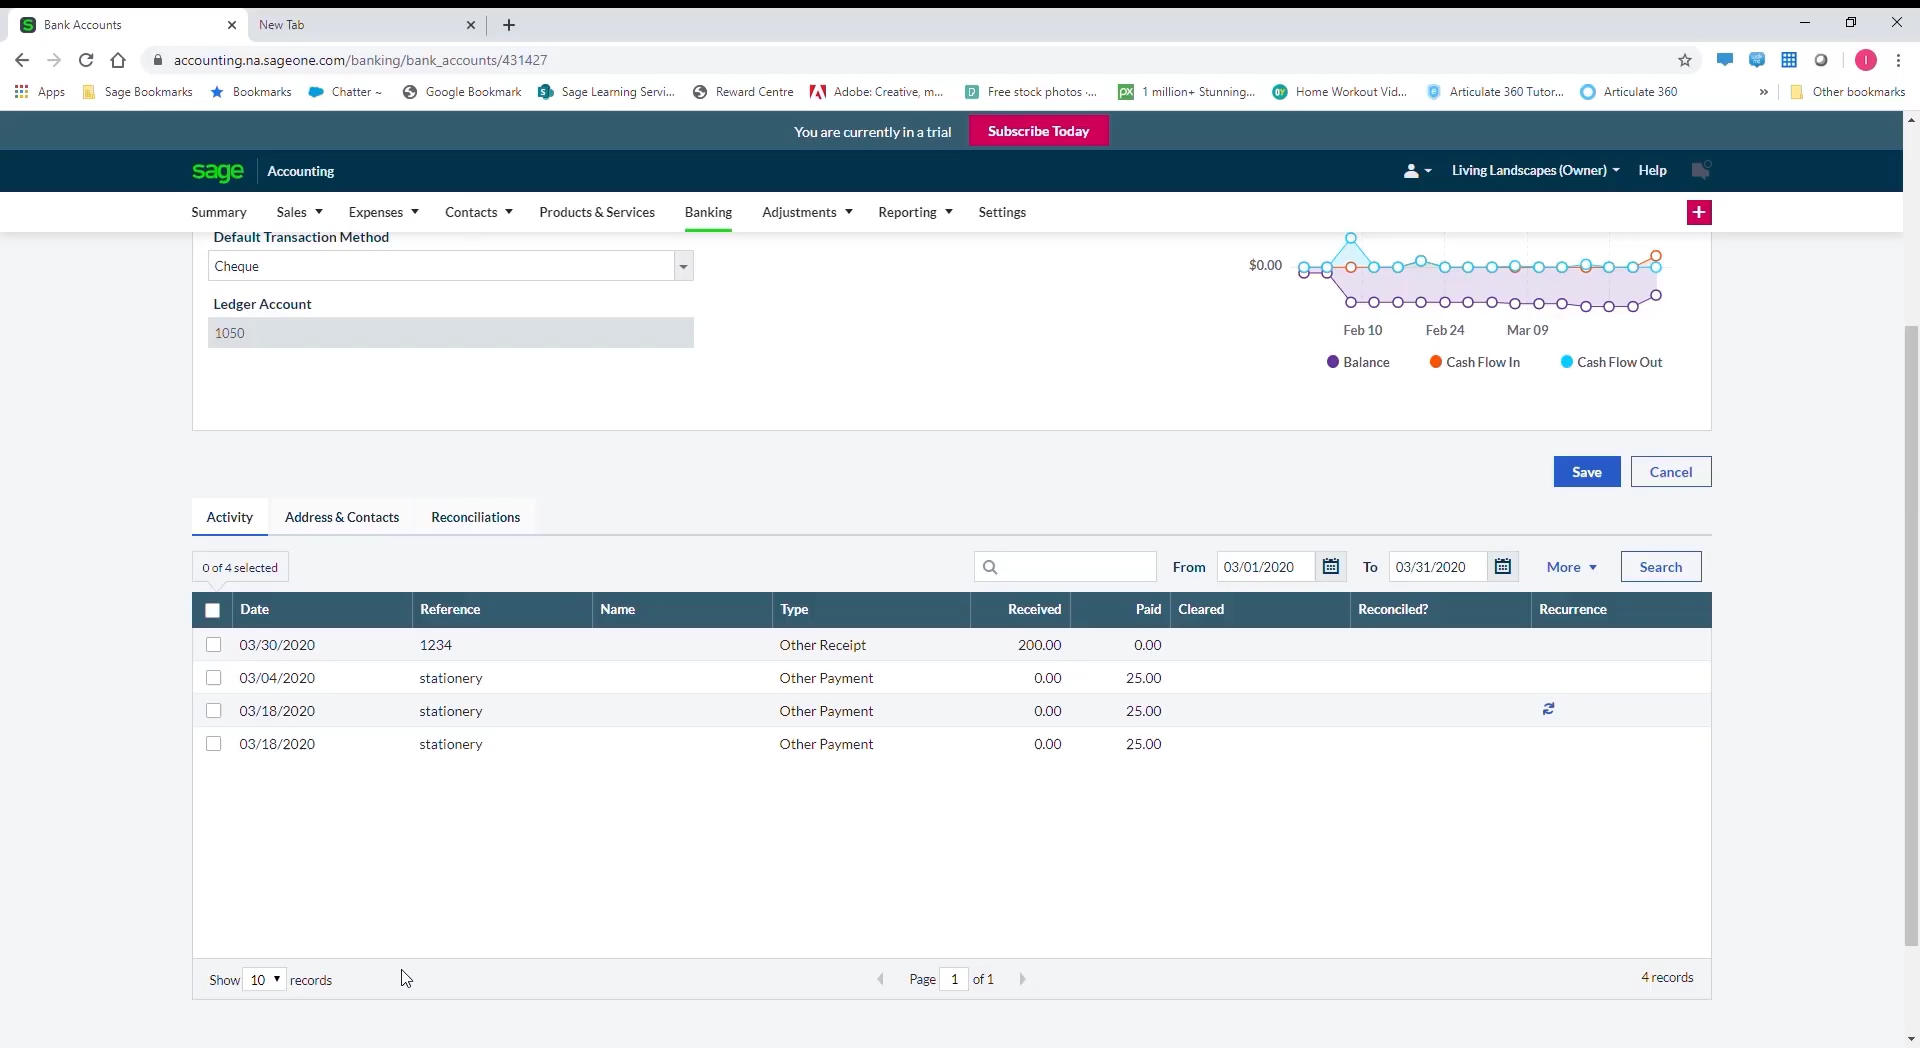 Bank Accounts
New Tab
accounting.na.sageone.com/banking/bank_accounts/431427
Apps Sage Bookmarks Bookmarks Chatter ~ Google Bookmark Sage Learning Servi... Reward Centre Adobe: Creative, m... Free stock photos -... 1 million+ Stunning,... Home Workout Vid... Articulate 360 Tutor... Articulate 360 » Other bookmarks
You are currently in a trial Subscribe Today
sage Accounting Living Landscapes (Owner) Help
Summary Sales Expenses Contacts Products & Services Banking Adjustments Reporting Settings +
Default Transaction Method
Cheque
Ledger Account
1050
$0.00
Feb 10 Feb 24 Mar 09
Balance Cash Flow In Cash Flow Out
Save Cancel
Activity Address & Contacts Reconciliations
0 of 4 selected From 03/01/2020 To 03/31/2020 More Search
Date Reference Name Type Received Paid Cleared Reconciled? Recurrence
03/30/2020 1234 Other Receipt 200.00 0.00
03/04/2020 stationery Other Payment 0.00 25.00
03/18/2020 stationery Other Payment 0.00 25.00
03/18/2020 stationery Other Payment 0.00 25.00
Show 10 records Page 1 of 1 4 records